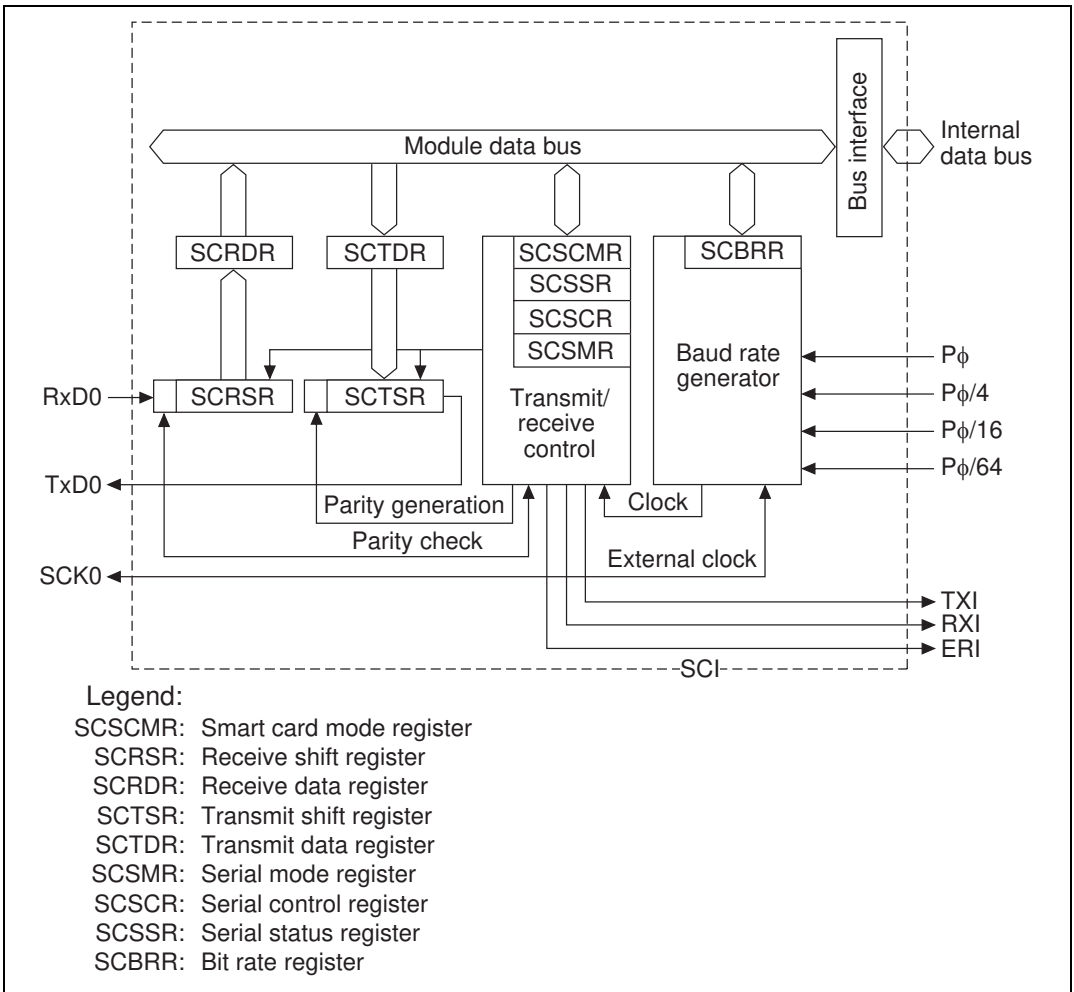 Bus interface
Internal
data bus
Module data bus
SCRDR
SCTDR
SCSCMR
SCBRR
SCSSR
SCSCR
SCSMR
Baud rate
generator
Pϕ
Pϕ/4
Pϕ/16
Pϕ/64
RxD0
SCRSR
SCTSR
Transmit/
receive
control
TxD0
Parity generation
Clock
Parity check
External clock
SCK0
TXI
RXI
ERI
SCI
Legend:
SCSCMR: Smart card mode register
SCRSR: Receive shift register
SCRDR: Receive data register
SCTSR: Transmit shift register
SCTDR: Transmit data register
SCSMR: Serial mode register
SCSCR: Serial control register
SCSSR: Serial status register
SCBRR: Bit rate register